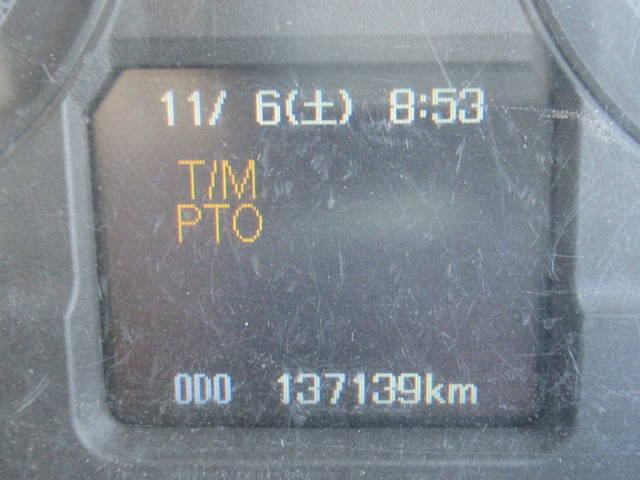 11/ 6(土) 8:53
T/M
PTO
ODO 137139km